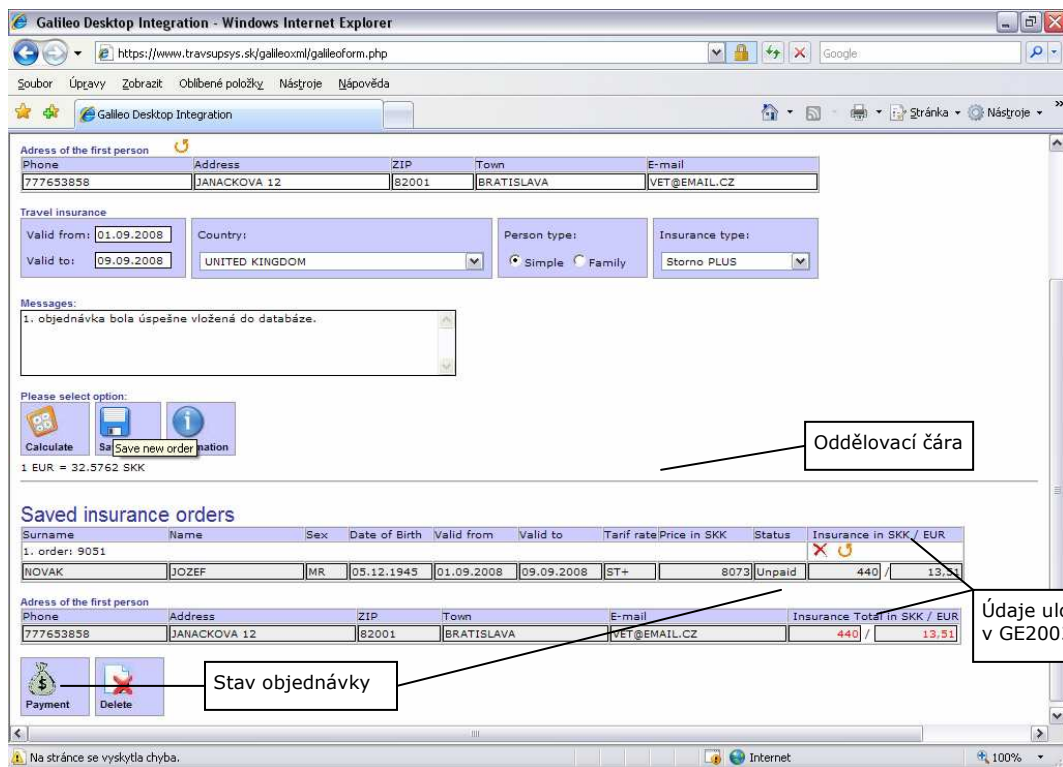 Galileo Desktop Integration - Windows Internet Explorer
https://www.travsupsys.sk/galileoxml/galileoform.php
Google
Soubor Úpravy Zobrazit Oblíbené položky Nástroje Nápověda
Galileo Desktop Integration
Stránka Nástroje
Adress of the first person
Phone Address ZIP Town E-mail
777653858 JANACKOVA 12 82001 BRATISLAVA VET@EMAIL.CZ
Travel insurance
Valid from: 01.09.2008 Country: Person type: Insurance type:
Valid to: 09.09.2008 UNITED KINGDOM Simple Family Storno PLUS
Messages:
1. objednávka bola úspešne vložená do databáze.
Please select option:
Calculate Sa mation
Save new order
1 EUR = 32.5762 SKK
Oddělovací čára
Saved insurance orders
Surname Name Sex Date of Birth Valid from Valid to Tarif rate Price in SKK Status Insurance in SKK / EUR
1. order: 9051
NOVAK JOZEF MR 05.12.1945 01.09.2008 09.09.2008 ST+ 8073 Unpaid 440 / 13,51
Adress of the first person
Phone Address ZIP Town E-mail Insurance Total in SKK / EUR
777653858 JANACKOVA 12 82001 BRATISLAVA VET@EMAIL.CZ 440 / 13,51
Údaje ulo
v GE200
Stav objednávky
Payment Delete
Na stránce se vyskytla chyba. Internet 100%